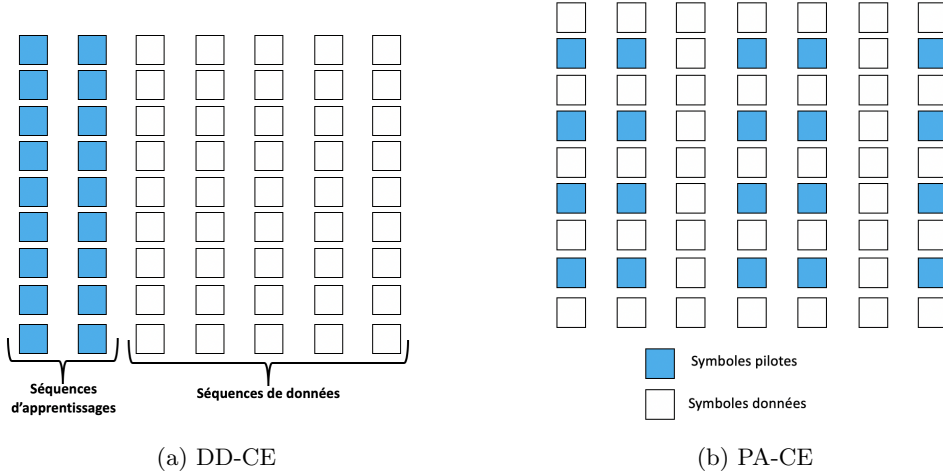 Séquences
d'apprentissages
Séquences de données
(a) DD-CE
Symboles pilotes
Symboles données
(b) PA-CE